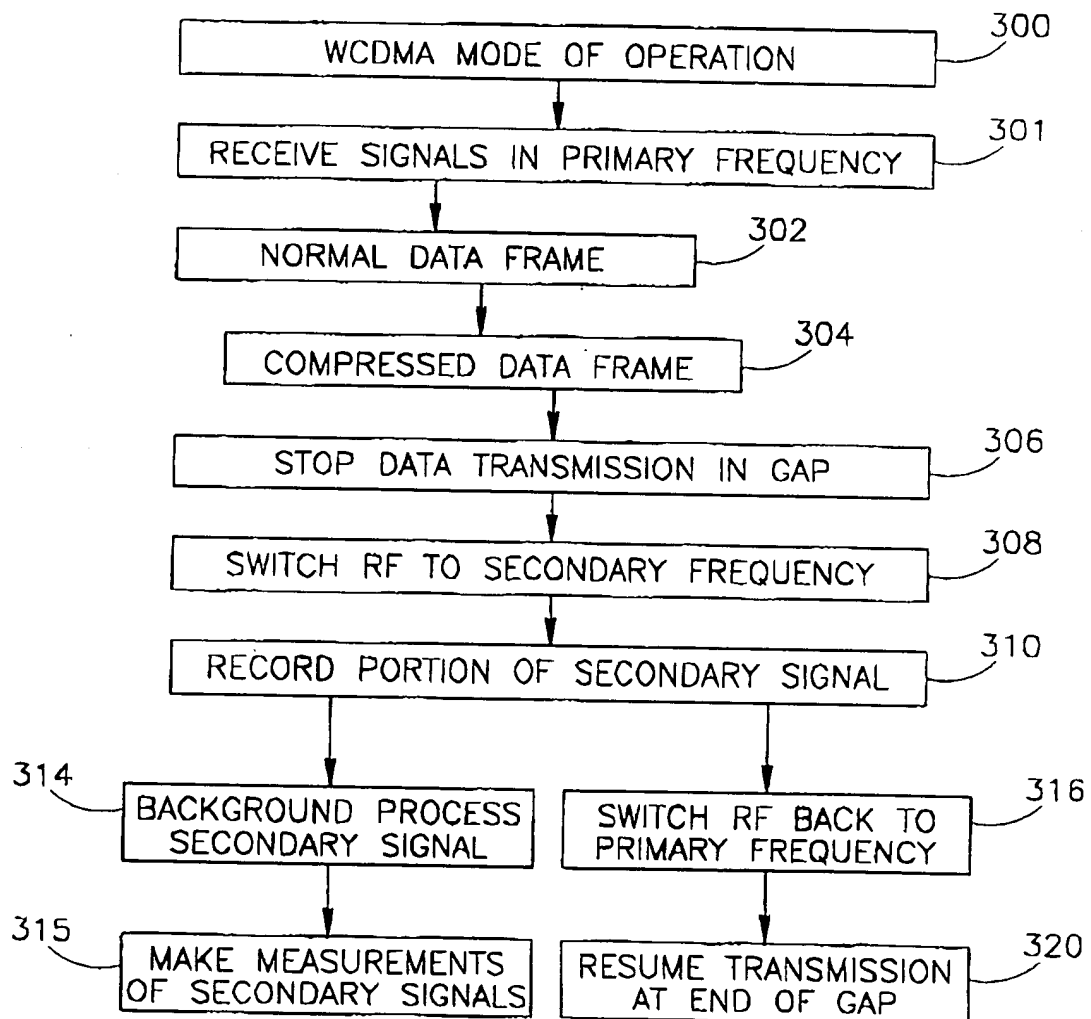 300
WCDMA MODE OF OPERATION
301
RECEIVE SIGNALS IN PRIMARY FREQUENCY
302
NORMAL DATA FRAME
304
COMPRESSED DATA FRAME
306
STOP DATA TRANSMISSION IN GAP
308
SWITCH RF TO SECONDARY FREQUENCY
310
RECORD PORTION OF SECONDARY SIGNAL
314
BACKGROUND PROCESS
SECONDARY SIGNAL
316
SWITCH RF BACK TO
PRIMARY FREQUENCY
315
MAKE MEASUREMENTS
OF SECONDARY SIGNALS
320
RESUME TRANSMISSION
AT END OF GAP